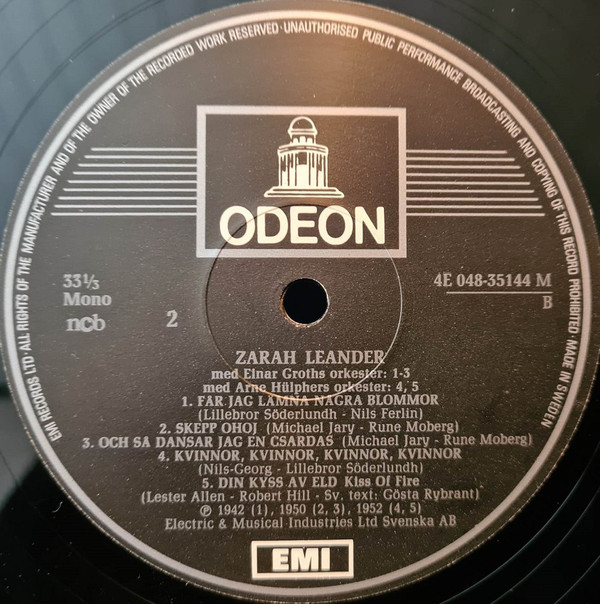 EMI RECORDS LTD · ALL RIGHTS OF THE MANUFACTURER AND OF THE OWNER OF THE RECORDED WORK RESERVED · UNAUTHORISED PUBLIC PERFORMANCE BROADCASTING AND COPYING OF THIS RECORD PROHIBITED · MADE IN SWEDEN
ODEON
33⅓
Mono
ncb
2
4E 048-35144 M
B
ZARAH LEANDER
med Einar Groths orkester: 1-3
med Arne Hülphers orkester: 4, 5
1. FÅR JAG LÄMNA NÅGRA BLOMMOR
(Lillebror Söderlundh - Nils Ferlin)
2. SKEPP OHOJ (Michael Jary - Rune Moberg)
3. OCH SÅ DANSAR JAG EN CSARDAS (Michael Jary - Rune Moberg)
4. KVINNOR, KVINNOR, KVINNOR, KVINNOR
(Nils-Georg - Lillebror Söderlundh)
5. DIN KYSS AV ELD Kiss Of Fire
(Lester Allen - Robert Hill - Sv. text: Gösta Rybrant)
℗ 1942 (1), 1950 (2, 3), 1952 (4, 5)
Electric & Musical Industries Ltd Svenska AB
EMI